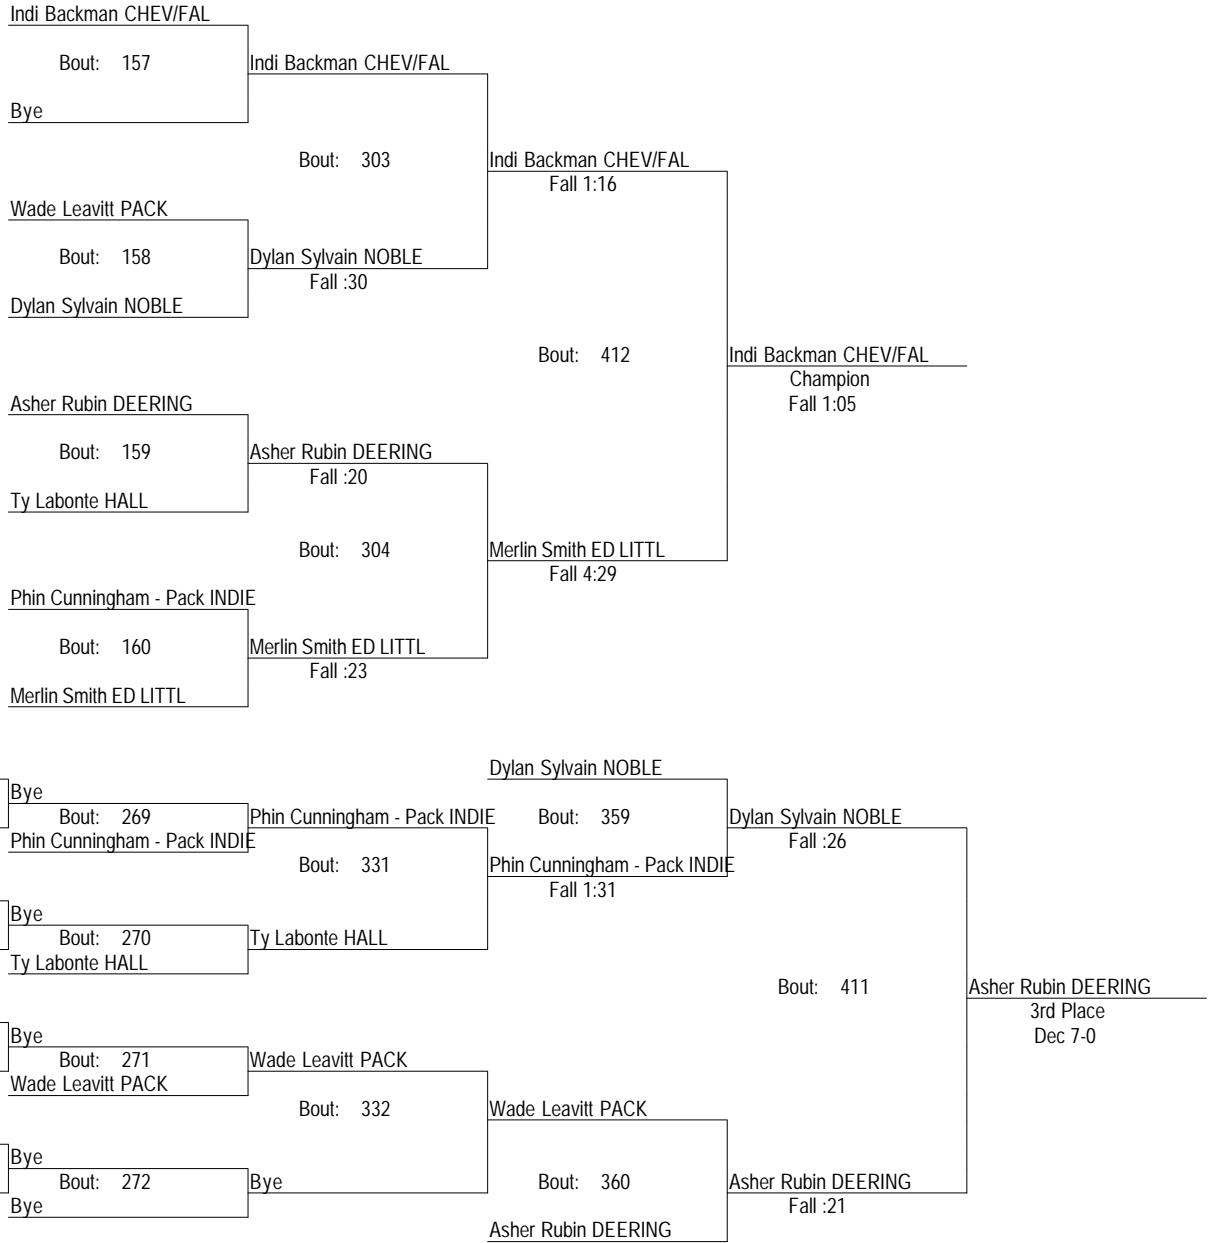 Indi Backman CHEV/FAL
Bout: 157
Indi Backman CHEV/FAL
Bye
Bout: 303
Indi Backman CHEV/FAL
Fall 1:16
Wade Leavitt PACK
Bout: 158
Dylan Sylvain NOBLE
Fall :30
Dylan Sylvain NOBLE
Bout: 412
Indi Backman CHEV/FAL
Champion
Fall 1:05
Asher Rubin DEERING
Bout: 159
Asher Rubin DEERING
Fall :20
Ty Labonte HALL
Bout: 304
Merlin Smith ED LITTL
Fall 4:29
Phin Cunningham - Pack INDIE
Bout: 160
Merlin Smith ED LITTL
Fall :23
Merlin Smith ED LITTL
Dylan Sylvain NOBLE
Bye
Bout: 269
Phin Cunningham - Pack INDIE
Bout: 359
Dylan Sylvain NOBLE
Fall :26
Phin Cunningham - Pack INDIE
Bout: 331
Phin Cunningham - Pack INDIE
Fall 1:31
Bye
Bout: 270
Ty Labonte HALL
Ty Labonte HALL
Bout: 411
Asher Rubin DEERING
3rd Place
Dec 7-0
Bye
Bout: 271
Wade Leavitt PACK
Wade Leavitt PACK
Bout: 332
Wade Leavitt PACK
Bye
Bout: 272
Bye
Bout: 360
Asher Rubin DEERING
Fall :21
Bye
Asher Rubin DEERING